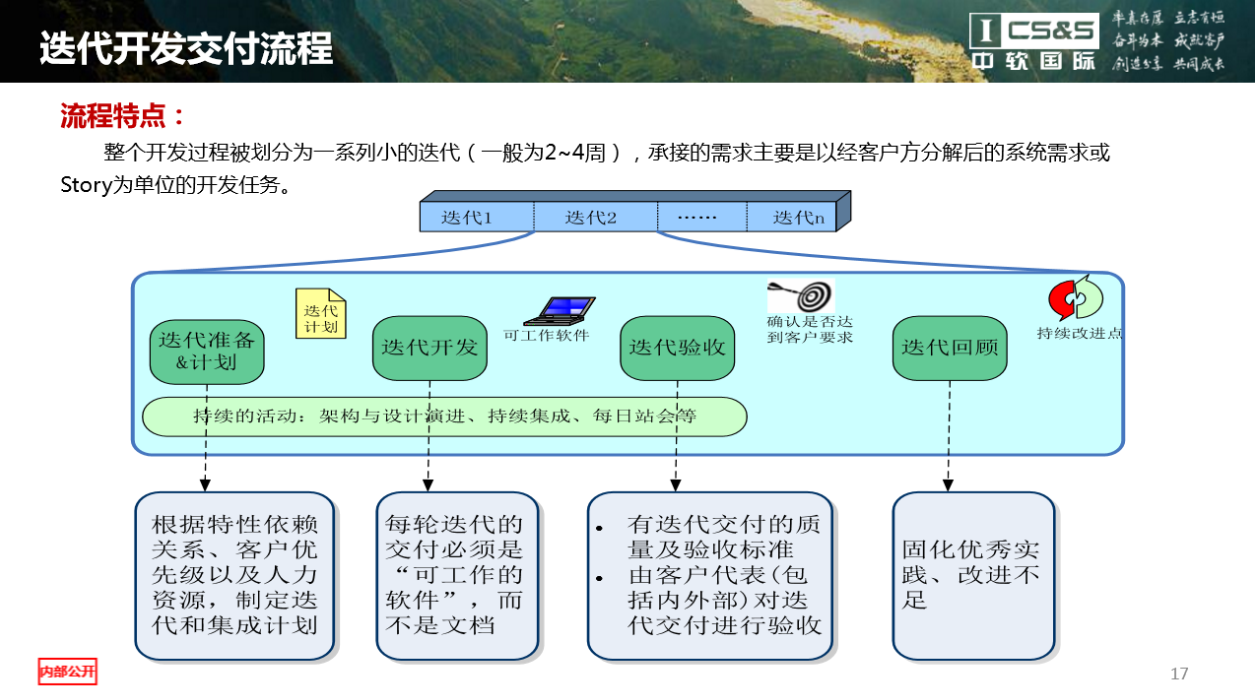 迭代开发交付流程
I CS&S
中软国际
率真存厚 立志有恒
奋斗为本 成就客户
创造分享 共同成长
流程特点：
整个开发过程被划分为一系列小的迭代（一般为2~4周），承接的需求主要是以经客户方分解后的系统需求或
Story为单位的开发任务。
迭代1
迭代2
……
迭代n
迭代
计划
可工作软件
确认是否达
到客户要求
持续改进点
迭代准备
&计划
迭代开发
迭代验收
迭代回顾
持续的活动：架构与设计演进、持续集成、每日站会等
根据特性依赖
关系、客户优
先级以及人力
资源，制定迭
代和集成计划
每轮迭代的
交付必须是
“可工作的
软件”，而
不是文档
• 有迭代交付的质
量及验收标准
• 由客户代表(包
括内外部)对迭
代交付进行验收
固化优秀实
践、改进不
足
内部公开
17